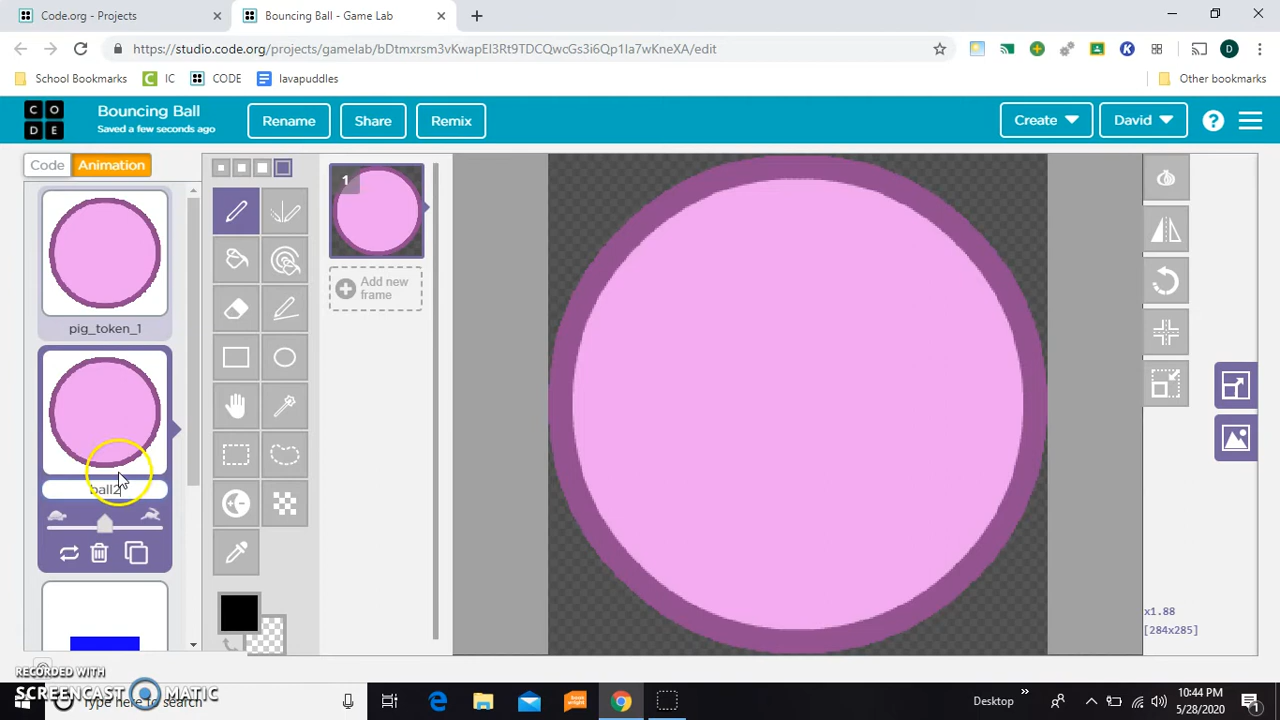 Code.org - Projects
Bouncing Ball - Game Lab
https://studio.code.org/projects/gamelab/bDtmxrsm3vKwapEl3Rt9TDCQwcGs3i6Qp1Ia7wKneXA/edit
D
School Bookmarks
IC
CODE
lavapuddles
Other bookmarks
C O
D E
Bouncing Ball
Saved a few seconds ago
Rename
Share
Remix
Create
David
?
Code
Animation
pig_token_1
ball2
1
Add new
frame
x1.88
[284x285]
RECORDED WITH
SCREENCAST MATIC
Type here to search
Desktop
10:44 PM
5/28/2020
1